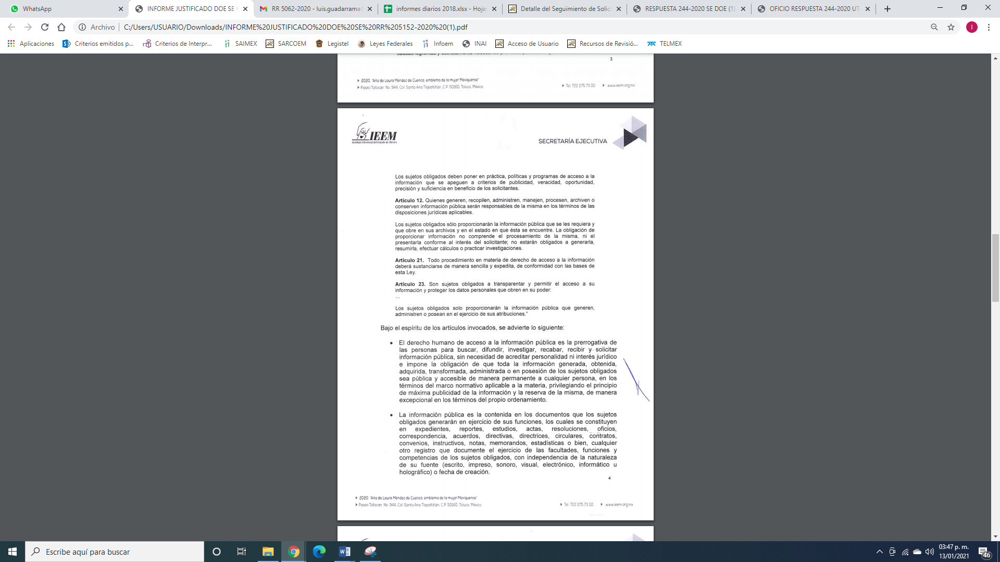 WhatsApp
INFORME JUSTIFICADO DOE SE R
RR 5062-2020 - luis.guadarrama@
informes diarios 2018.xlsx - Hojas
Detalle del Seguimiento de Solici
RESPUESTA 244-2020 SE DOE (1)
OFICIO RESPUESTA 244-2020 UT
Archivo
C:/Users/USUARIO/Downloads/INFORME%20JUSTIFICADO%20DOE%20SE%20RR%205152-2020%20(1).pdf
I
Aplicaciones
Criterios emitidos p...
Criterios de Interpr...
SAIMEX
SARCOEM
Legistel
Leyes Federales
Infoem
INAI
Acceso de Usuario
Recursos de Revisió...
TELMEX
3
2020. "Año de Laura Méndez de Cuenca; emblema de la mujer Mexiquense"
Paseo Tollocan No. 944, Col. Santa Ana Tlapaltitlán, C.P. 50160, Toluca, México.
Tel. 722 275 73 00
www.ieem.org.mx
IEEM
Instituto Electoral del Estado de México
SECRETARÍA EJECUTIVA
Los sujetos obligados deben poner en práctica, políticas y programas de acceso a la
información que se apeguen a criterios de publicidad, veracidad, oportunidad,
precisión y suficiencia en beneficio de los solicitantes.
Artículo 12. Quienes generen, recopilen, administren, manejen, procesen, archiven o
conserven información pública serán responsables de la misma en los términos de las
disposiciones jurídicas aplicables.
Los sujetos obligados sólo proporcionarán la información pública que se les requiera y
que obre en sus archivos y en el estado en que ésta se encuentre. La obligación de
proporcionar información no comprende el procesamiento de la misma, ni el
presentarla conforme al interés del solicitante; no estarán obligados a generarla,
resumirla, efectuar cálculos o practicar investigaciones.
Artículo 21. Todo procedimiento en materia de derecho de acceso a la información
deberá sustanciarse de manera sencilla y expedita, de conformidad con las bases de
esta Ley.
Artículo 23. Son sujetos obligados a transparentar y permitir el acceso a su
información y proteger los datos personales que obren en su poder:
...
Los sujetos obligados solo proporcionarán la información pública que generen,
administren o posean en el ejercicio de sus atribuciones."
Bajo el espíritu de los artículos invocados, se advierte lo siguiente:
• El derecho humano de acceso a la información pública es la prerrogativa de
las personas para buscar, difundir, investigar, recabar, recibir y solicitar
información pública, sin necesidad de acreditar personalidad ni interés jurídico
e impone la obligación de que toda la información generada, obtenida,
adquirida, transformada, administrada o en posesión de los sujetos obligados
sea pública y accesible de manera permanente a cualquier persona, en los
términos del marco normativo aplicable a la materia, privilegiando el principio
de máxima publicidad de la información y la reserva de la misma, de manera
excepcional en los términos del propio ordenamiento.
• La información pública es la contenida en los documentos que los sujetos
obligados generarán en ejercicio de sus funciones, los cuales se constituyen
en expedientes, reportes, estudios, actas, resoluciones, oficios,
correspondencia, acuerdos, directivas, directrices, circulares, contratos,
convenios, instructivos, notas, memorandos, estadísticas o bien, cualquier
otro registro que documente el ejercicio de las facultades, funciones y
competencias de los sujetos obligados, con independencia de la naturaleza
de su fuente (escrito, impreso, sonoro, visual, electrónico, informático u
holográfico) o fecha de creación.
4
2020. "Año de Laura Méndez de Cuenca; emblema de la mujer Mexiquense"
Paseo Tollocan No. 944, Col. Santa Ana Tlapaltitlán, C.P. 50160, Toluca, México.
Tel. 722 275 73 00
www.ieem.org.mx
Escribe aquí para buscar
03:47 p. m.
13/01/2021
46